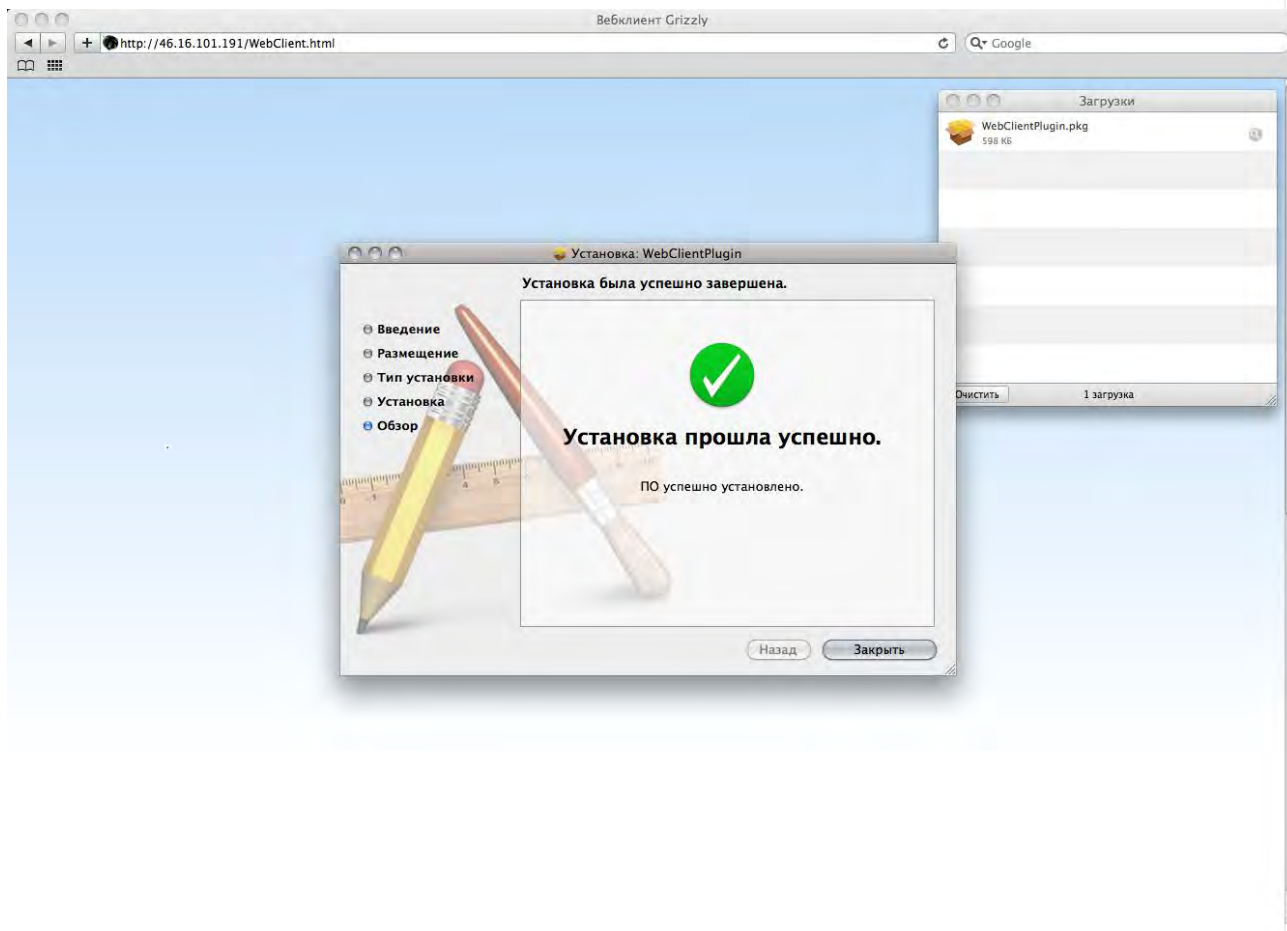 Вебклиент Grizzly
http://46.16.101.191/WebClient.html
Google
Загрузки
WebClientPlugin.pkg
598 КБ
Установка: WebClientPlugin
Установка была успешно завершена.
Введение
Размещение
Тип установки
Установка
Обзор
Установка прошла успешно.
ПО успешно установлено.
Очистить
1 загрузка
Назад
Закрыть